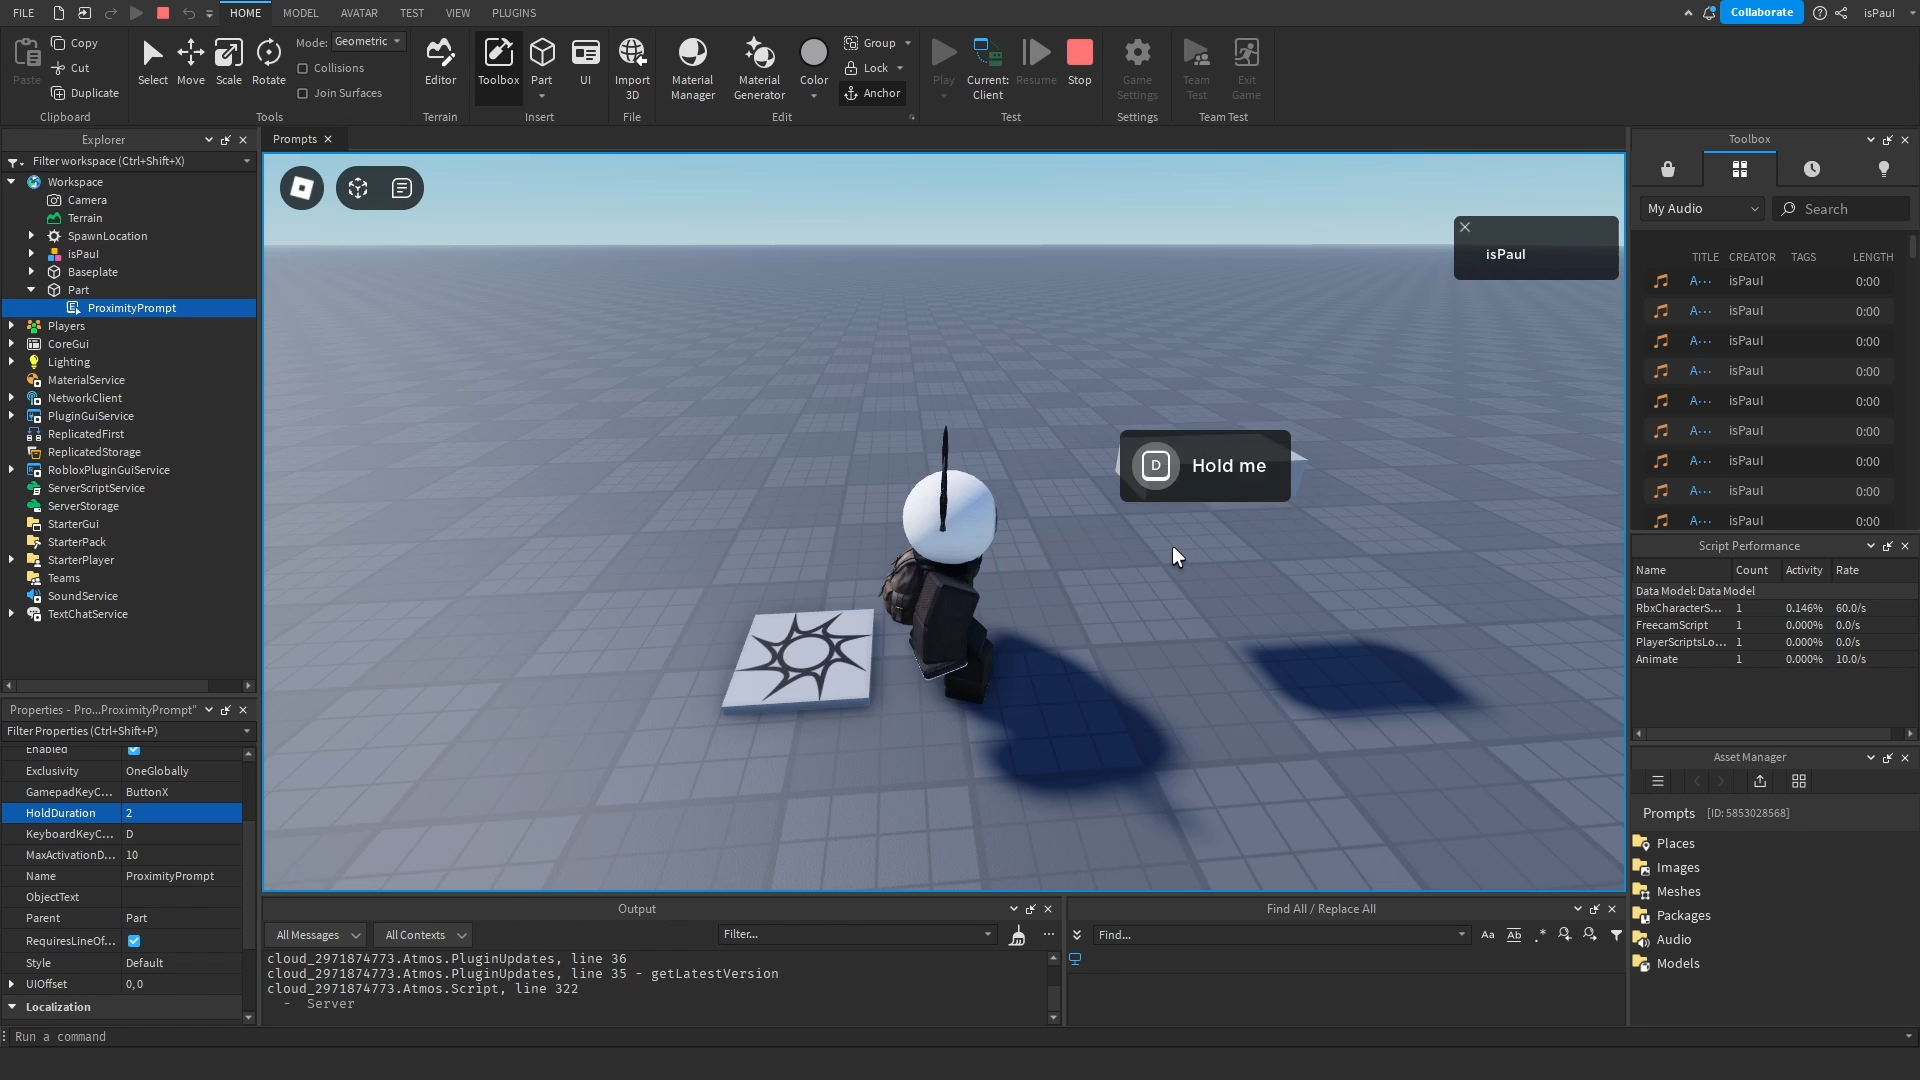 FILE
HOME
MODEL
AVATAR
TEST
VIEW
PLUGINS
Collaborate
isPaul
Paste
Copy
Cut
Duplicate
Clipboard
Select
Move
Scale
Rotate
Mode:
Geometric
Collisions
Join Surfaces
Tools
Editor
Terrain
Toolbox
Part
UI
Insert
Import
3D
File
Material
Manager
Material
Generator
Color
Group
Lock
Anchor
Edit
Play
Current:
Client
Resume
Stop
Test
Game
Settings
Settings
Team
Test
Exit
Game
Team Test
Explorer
Filter workspace (Ctrl+Shift+X)
Workspace
Camera
Terrain
SpawnLocation
isPaul
Baseplate
Part
ProximityPrompt
Players
CoreGui
Lighting
MaterialService
NetworkClient
PluginGuiService
ReplicatedFirst
ReplicatedStorage
RobloxPluginGuiService
ServerScriptService
ServerStorage
StarterGui
StarterPack
StarterPlayer
Teams
SoundService
TextChatService
Properties - Pro...ProximityPrompt"
Filter Properties (Ctrl+Shift+P)
Enabled
Exclusivity OneGlobally
GamepadKeyC... ButtonX
HoldDuration 2
KeyboardKeyC... D
MaxActivationD... 10
Name ProximityPrompt
ObjectText
Parent Part
RequiresLineOf...
Style Default
UIOffset 0, 0
Localization
Prompts
isPaul
D Hold me
Output
All Messages
All Contexts
Filter...
cloud_2971874773.Atmos.PluginUpdates, line 36
cloud_2971874773.Atmos.PluginUpdates, line 35 - getLatestVersion
cloud_2971874773.Atmos.Script, line 322
- Server
Find All / Replace All
Find...
Aa
Ab
.*
Toolbox
My Audio
Search
TITLE CREATOR TAGS LENGTH
A... isPaul 0:00
A... isPaul 0:00
A... isPaul 0:00
A... isPaul 0:00
A... isPaul 0:00
A... isPaul 0:00
A... isPaul 0:00
A... isPaul 0:00
A... isPaul 0:00
Script Performance
Name Count Activity Rate
Data Model: Data Model
RbxCharacterS... 1 0.146% 60.0/s
FreecamScript 1 0.000% 0.0/s
PlayerScriptsLo... 1 0.000% 0.0/s
Animate 1 0.000% 10.0/s
Asset Manager
Prompts [ID: 5853028568]
Places
Images
Meshes
Packages
Audio
Models
Run a command